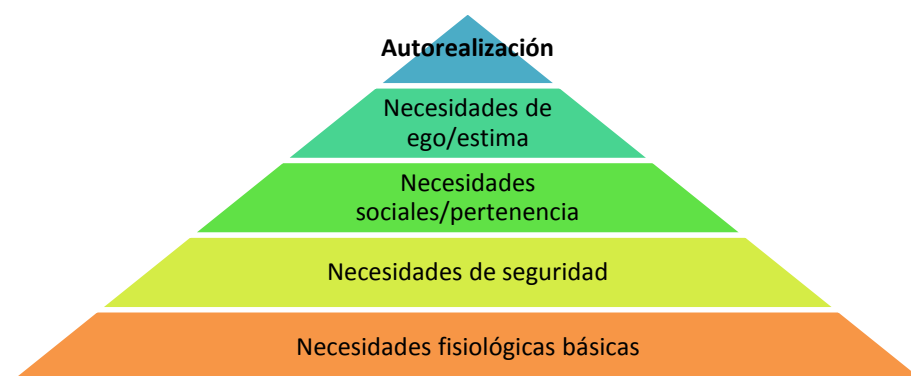 Autorealización
Necesidades de
ego/estima
Necesidades
sociales/pertenencia
Necesidades de seguridad
Necesidades fisiológicas básicas